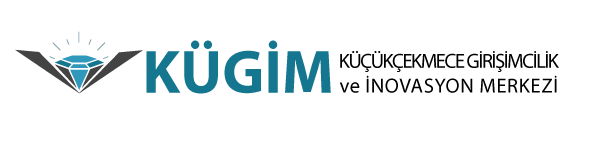 KÜGİM
KÜÇÜKÇEKMECE GİRİŞİMCİLİK
ve İNOVASYON MERKEZİ